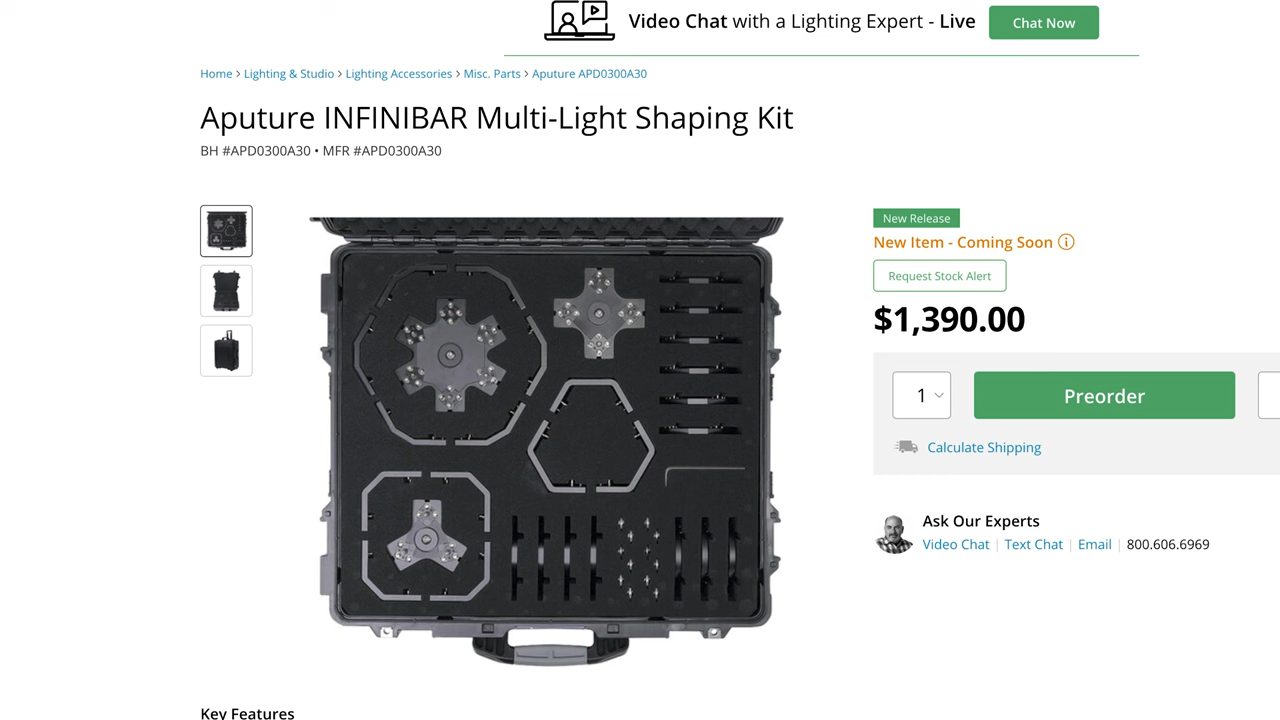 Video Chat with a Lighting Expert - Live
Chat Now
Home > Lighting & Studio > Lighting Accessories > Misc. Parts > Aputure APD0300A30
Aputure INFINIBAR Multi-Light Shaping Kit
BH #APD0300A30 • MFR #APD0300A30
New Release
New Item - Coming Soon
Request Stock Alert
$1,390.00
1
Preorder
Calculate Shipping
Ask Our Experts
Video Chat | Text Chat | Email | 800.606.6969
Key Features